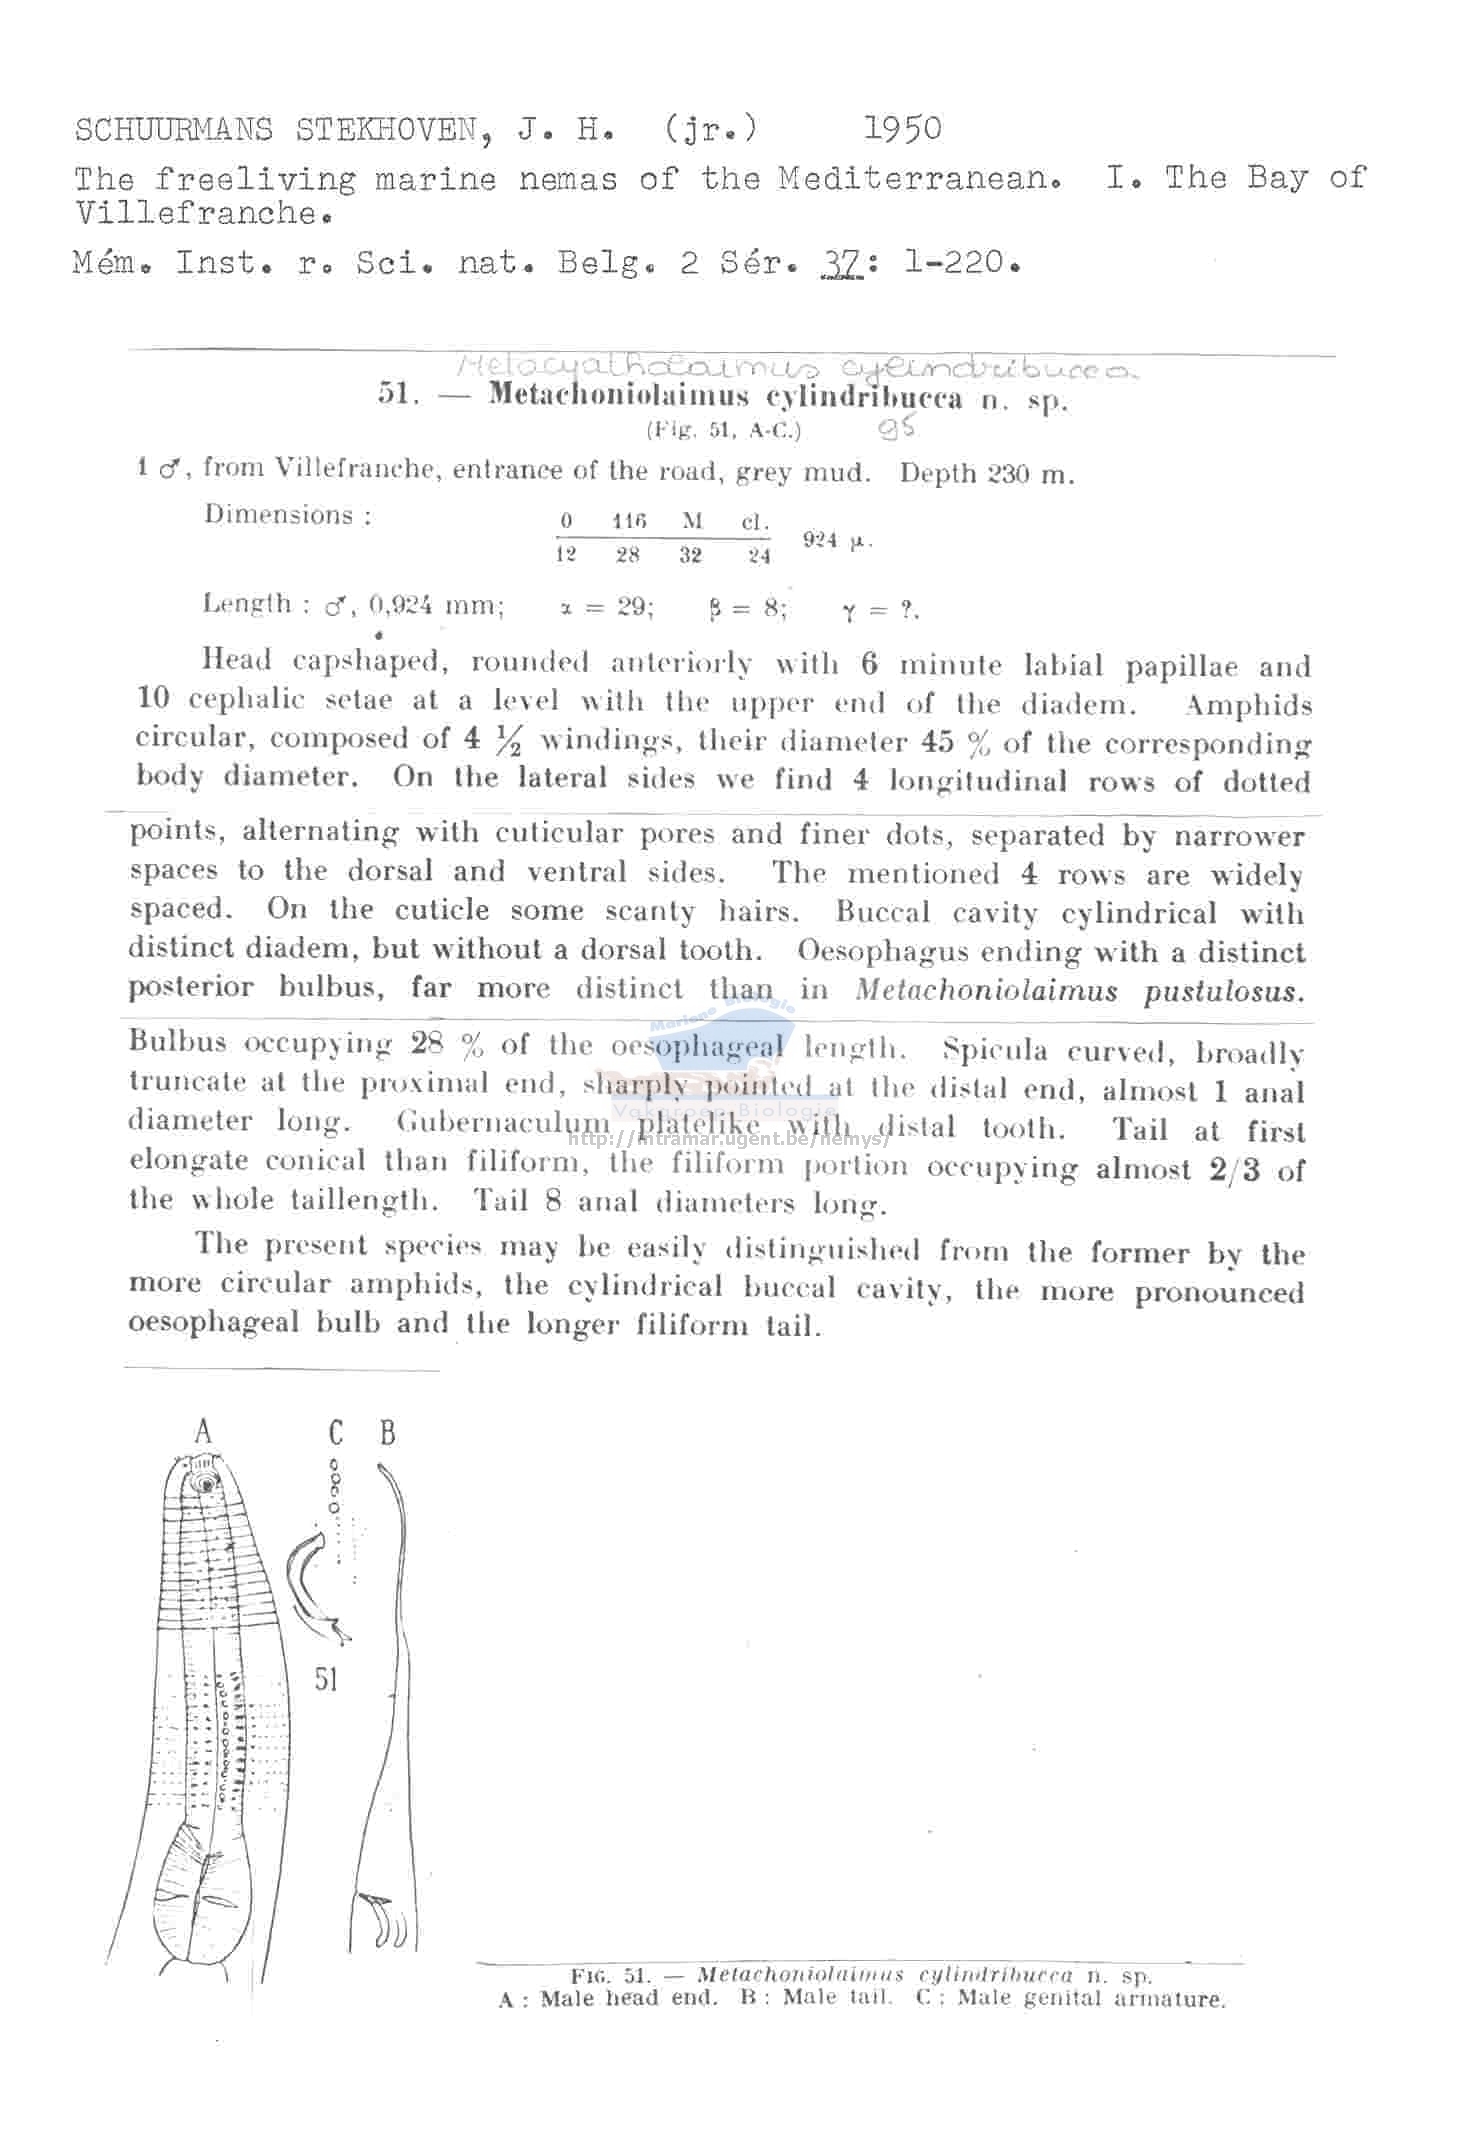 SCHUURMANS STEKHOVEN, J. H. (jr.) 1950
The freeliving marine nemas of the Mediterranean. I. The Bay of
Villefranche.
Mém. Inst. r. Sci. nat. Belg. 2 Sér. 37: 1-220.
Metacyatholaimus cylindribucca
51. — Metachoniolaimus cylindribucca n. sp.
(Fig. 51, A-C.) 95
1 ♂, from Villefranche, entrance of the road, grey mud. Depth 230 m.
Dimensions : 0 116 M cl.
12 28 32 24 924 µ.
Length : ♂, 0,924 mm; α = 29; β = 8; γ = ?.
Head capshaped, rounded anteriorly with 6 minute labial papillae and
10 cephalic setae at a level with the upper end of the diadem. Amphids
circular, composed of 4 ½ windings, their diameter 45 % of the corresponding
body diameter. On the lateral sides we find 4 longitudinal rows of dotted
points, alternating with cuticular pores and finer dots, separated by narrower
spaces to the dorsal and ventral sides. The mentioned 4 rows are widely
spaced. On the cuticle some scanty hairs. Buccal cavity cylindrical with
distinct diadem, but without a dorsal tooth. Oesophagus ending with a distinct
posterior bulbus, far more distinct than in Metachoniolaimus pustulosus.
Mariene Biologie
Bulbus occupying 28 % of the oesophageal length. Spicula curved, broadly
truncate at the proximal end, sharply pointed at the distal end, almost 1 anal
Vakgroep Biologie
diameter long. Gubernaculum platelike with distal tooth. Tail at first
http://intramar.ugent.be/nemys/
elongate conical than filiform, the filiform portion occupying almost 2/3 of
the whole taillength. Tail 8 anal diameters long.
The present species may be easily distinguished from the former by the
more circular amphids, the cylindrical buccal cavity, the more pronounced
oesophageal bulb and the longer filiform tail.
A C B
51
FIG. 51. — Metachoniolaimus cylindribucca n. sp.
A : Male head end. B : Male tail. C : Male genital armature.